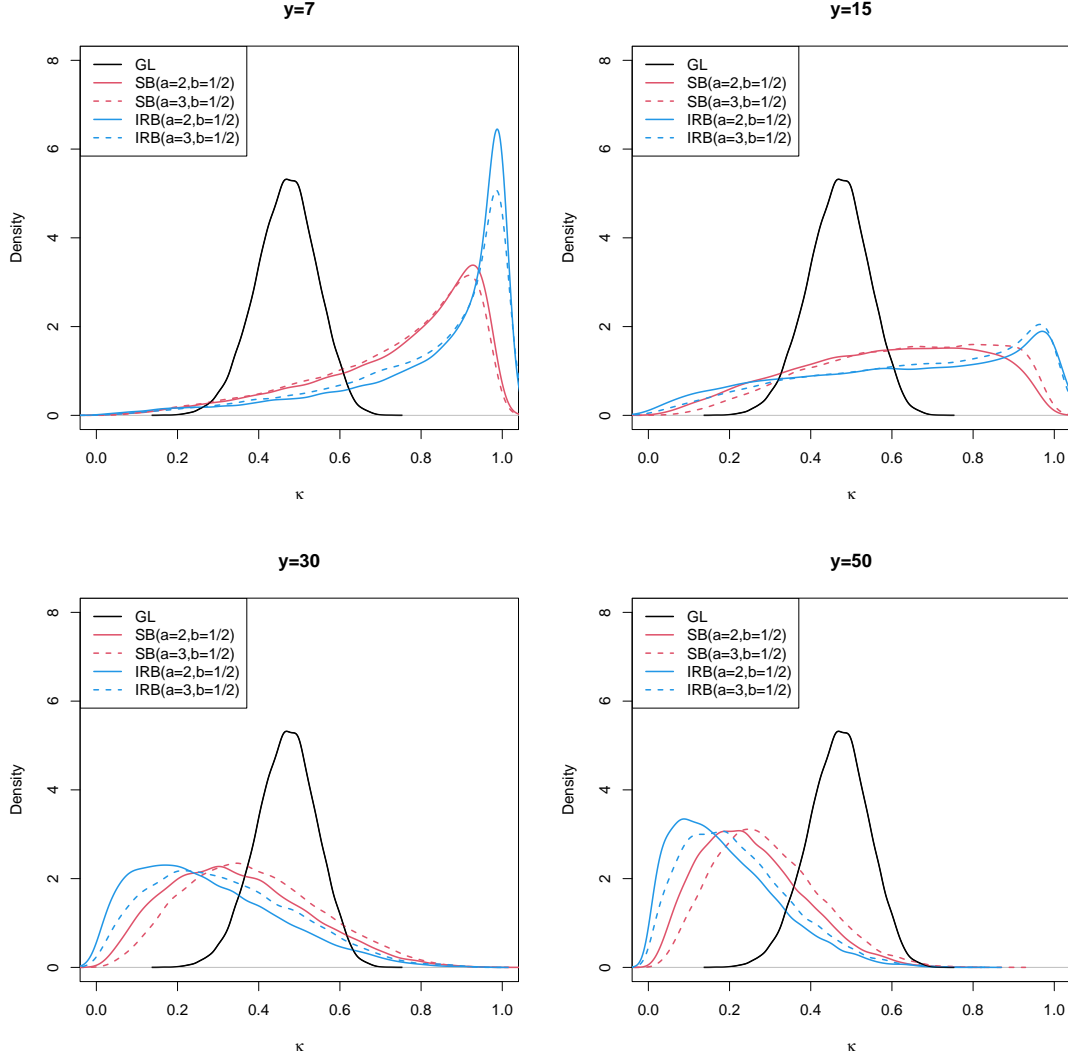 y=7
8
6
4
2
0
Density
GL
SB(a=2,b=1/2)
SB(a=3,b=1/2)
IRB(a=2,b=1/2)
IRB(a=3,b=1/2)
0.0 0.2 0.4 0.6 0.8 1.0
κ
y=15
8
6
4
2
0
Density
GL
SB(a=2,b=1/2)
SB(a=3,b=1/2)
IRB(a=2,b=1/2)
IRB(a=3,b=1/2)
0.0 0.2 0.4 0.6 0.8 1.0
κ
y=30
8
6
4
2
0
Density
GL
SB(a=2,b=1/2)
SB(a=3,b=1/2)
IRB(a=2,b=1/2)
IRB(a=3,b=1/2)
0.0 0.2 0.4 0.6 0.8 1.0
κ
y=50
8
6
4
2
0
Density
GL
SB(a=2,b=1/2)
SB(a=3,b=1/2)
IRB(a=2,b=1/2)
IRB(a=3,b=1/2)
0.0 0.2 0.4 0.6 0.8 1.0
κ